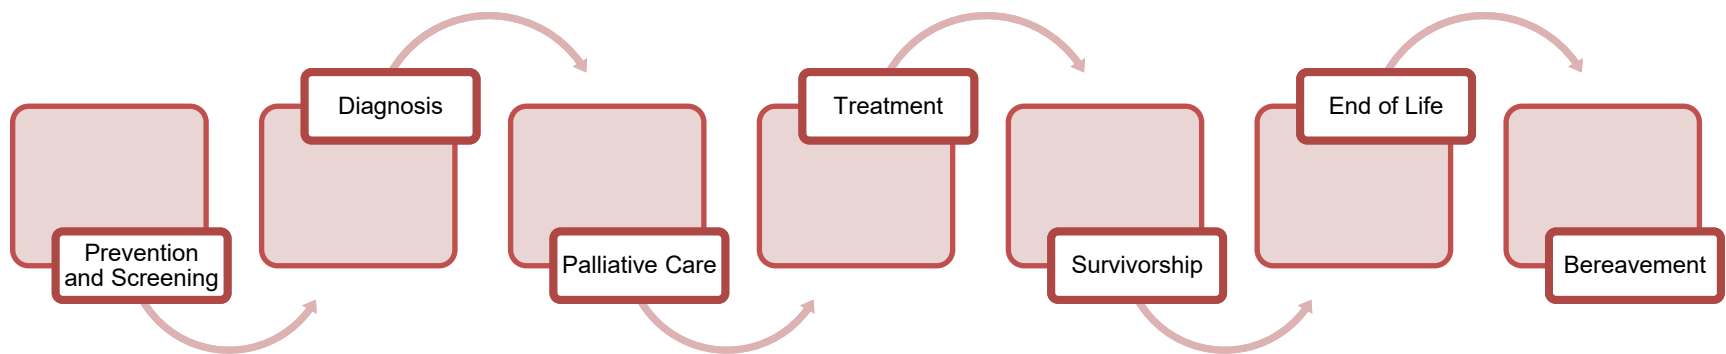 Prevention
and Screening
Diagnosis
Palliative Care
Treatment
Survivorship
End of Life
Bereavement